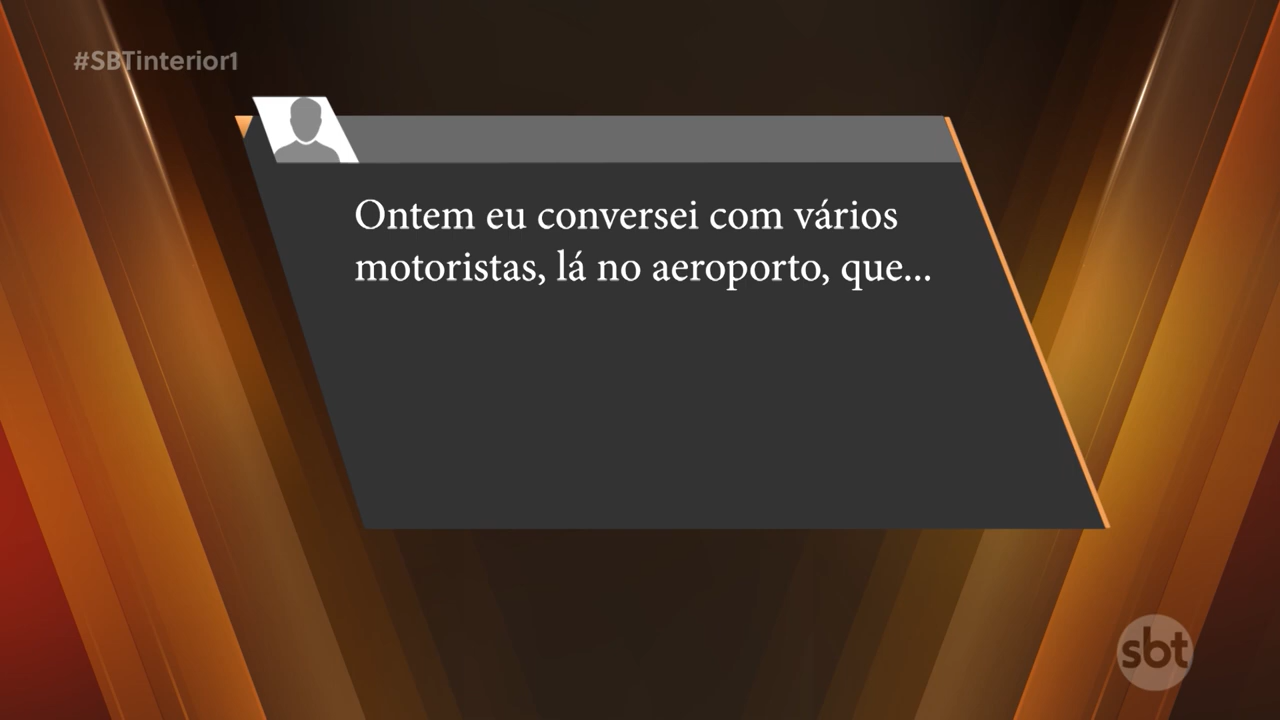 #SBTinterior1
Ontem eu conversei com vários
motoristas, lá no aeroporto, que...
sbt